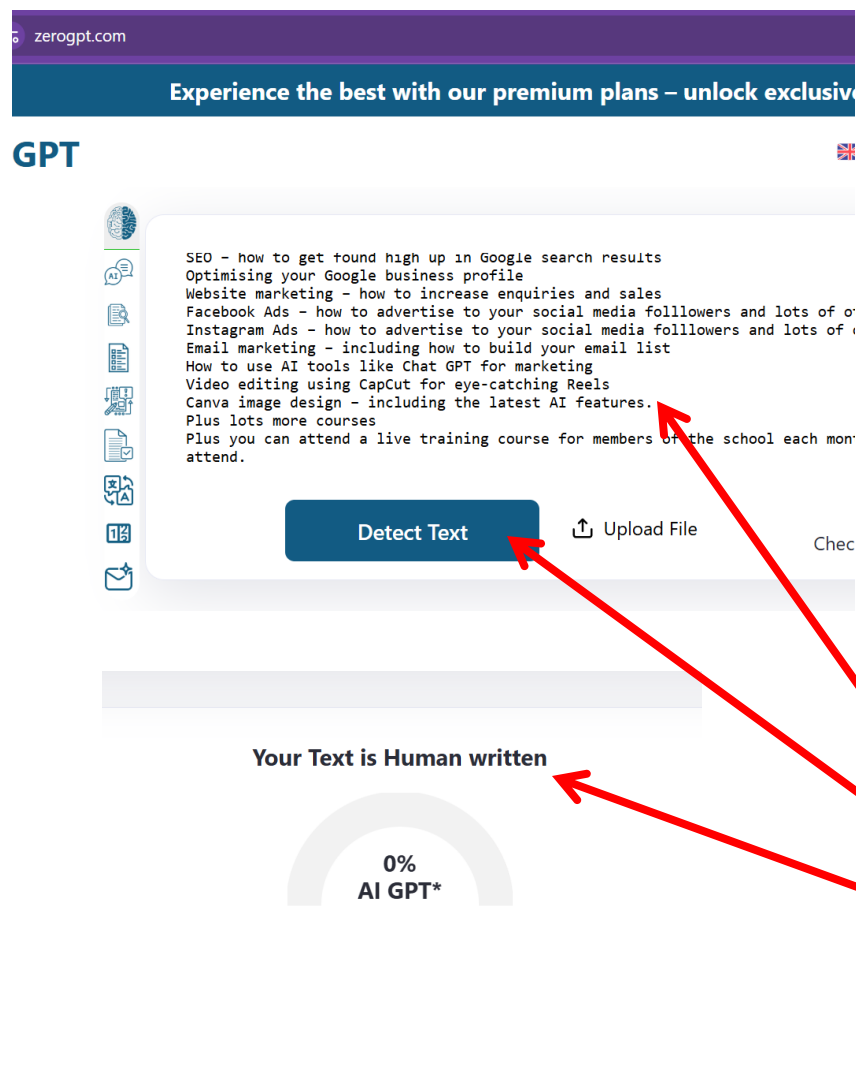 zerogpt.com
Experience the best with our premium plans – unlock exclusive
GPT
SEO – how to get found high up in Google search results
Optimising your Google business profile
Website marketing – how to increase enquiries and sales
Facebook Ads – how to advertise to your social media folllowers and lots of
Instagram Ads – how to advertise to your social media folllowers and lots of
Email marketing – including how to build your email list
How to use AI tools like Chat GPT for marketing
Video editing using CapCut for eye-catching Reels
Canva image design – including the latest AI features.
Plus lots more courses
Plus you can attend a live training course for members of the school each
attend.
Detect Text
Upload File
Your Text is Human written
0%
AI GPT*